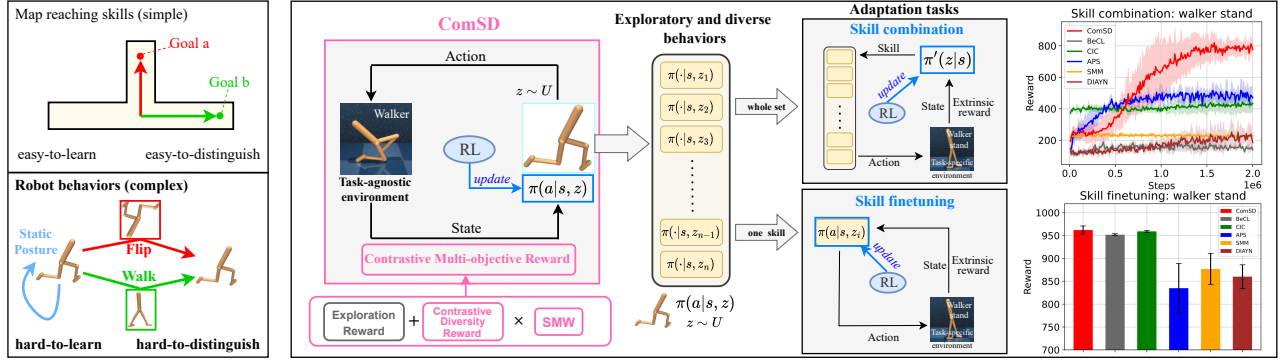 Map reaching skills (simple)
Goal a
Goal b
easy-to-learn
easy-to-distinguish
Robot behaviors (complex)
Static
Posture
Flip
Walk
hard-to-learn
hard-to-distinguish
ComSD
Action
z ~ U
Walker
RL
update
Task-agnostic
environment
π(a|s, z)
State
Contrastive Multi-objective Reward
Exploration
Reward
+
Contrastive
Diversity
Reward
×
SMW
Exploratory and diverse
behaviors
π(·|s, z₁)
π(·|s, z₂)
π(·|s, z₃)
π(·|s, zₙ₋₁)
π(·|s, zₙ)
π(a|s, z)
z ~ U
whole set
one skill
Adaptation tasks
Skill combination
Skill
π′(z|s)
update
RL
State
Extrinsic
reward
Action
Walker
stand
Task-specific
environment
Skill finetuning
π(a|s, zᵢ)
update
RL
State
Extrinsic
reward
Action
Walker
stand
Task-specific
environment
Skill combination: walker stand
ComSD
BeCL
CIC
APS
SMM
DIAYN
Reward
800
600
400
200
0.0
0.5
1.0
1.5
2.0
Steps
1e6
Skill finetuning: walker stand
ComSD
BeCL
CIC
APS
SMM
DIAYN
Reward
1000
950
900
850
800
750
700